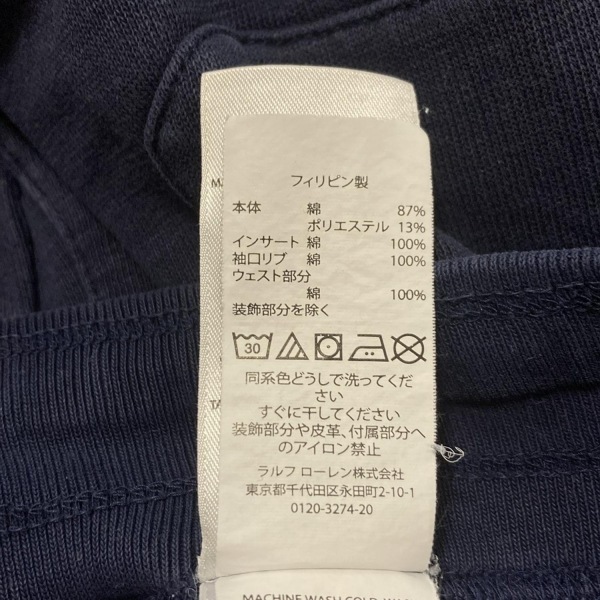 フィリピン製
本体 綿 87%
ポリエステル 13%
インサート 綿 100%
袖口リブ 綿 100%
ウェスト部分
綿 100%
装飾部分を除く
30
同系色どうしで洗ってくだ
さい
すぐに干してください
装飾部分や皮革、付属部分へ
のアイロン禁止
ラルフ ローレン株式会社
東京都千代田区永田町2-10-1
0120-3274-20
MACHINE WASH COLD